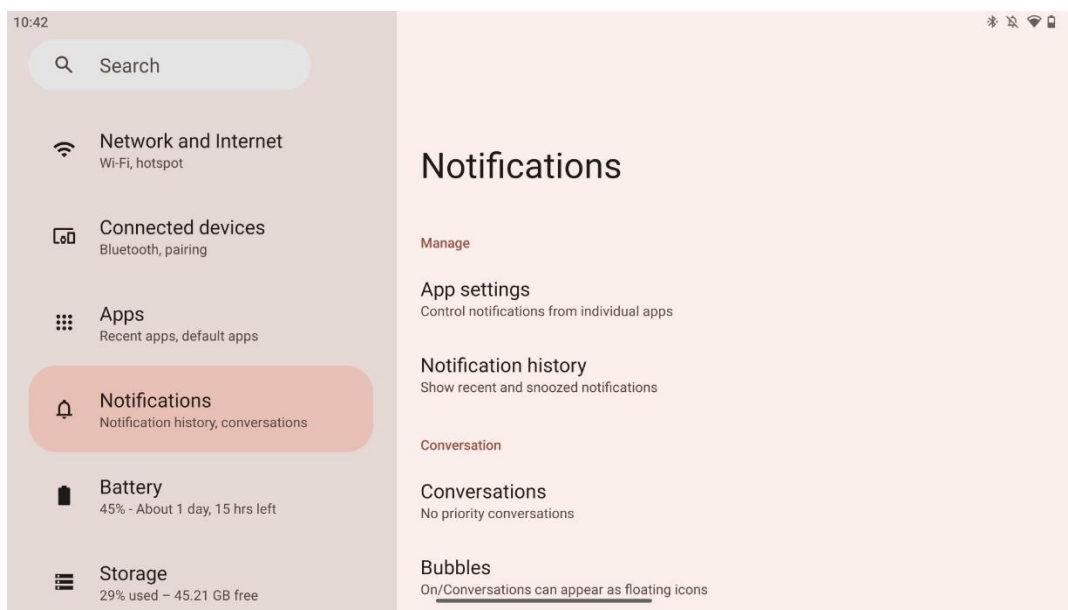 10:42
Search
Network and Internet
Wi-Fi, hotspot
Connected devices
Bluetooth, pairing
Apps
Recent apps, default apps
Notifications
Notification history, conversations
Battery
45% - About 1 day, 15 hrs left
Storage
29% used – 45.21 GB free
Notifications
Manage
App settings
Control notifications from individual apps
Notification history
Show recent and snoozed notifications
Conversation
Conversations
No priority conversations
Bubbles
On/Conversations can appear as floating icons